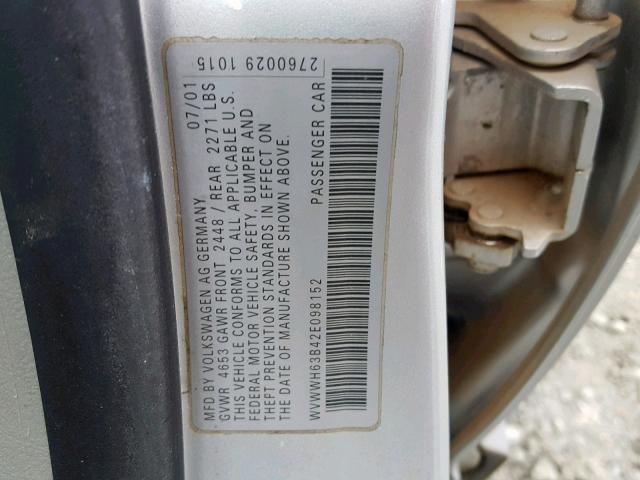 MFD BY VOLKSWAGEN AG GERMANY 07/01
GVWR 4653 GAWR FRONT 2448 / REAR 2271 LBS
THIS VEHICLE CONFORMS TO ALL APPLICABLE U.S.
FEDERAL MOTOR VEHICLE SAFETY, BUMPER AND
THEFT PREVENTION STANDARDS IN EFFECT ON
THE DATE OF MANUFACTURE SHOWN ABOVE.
WVWWH63B42E098152 PASSENGER CAR
2760029 1015